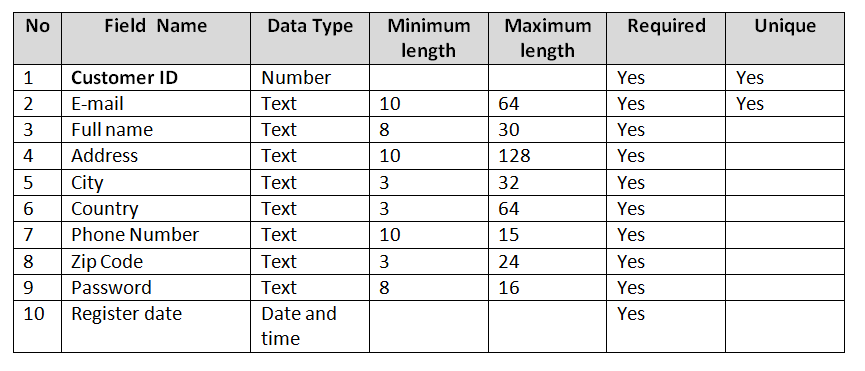 No Field Name Data Type Minimum length Maximum length Required Unique
1 Customer ID Number Yes Yes
2 E-mail Text 10 64 Yes Yes
3 Full name Text 8 30 Yes
4 Address Text 10 128 Yes
5 City Text 3 32 Yes
6 Country Text 3 64 Yes
7 Phone Number Text 10 15 Yes
8 Zip Code Text 3 24 Yes
9 Password Text 8 16 Yes
10 Register date Date and time Yes